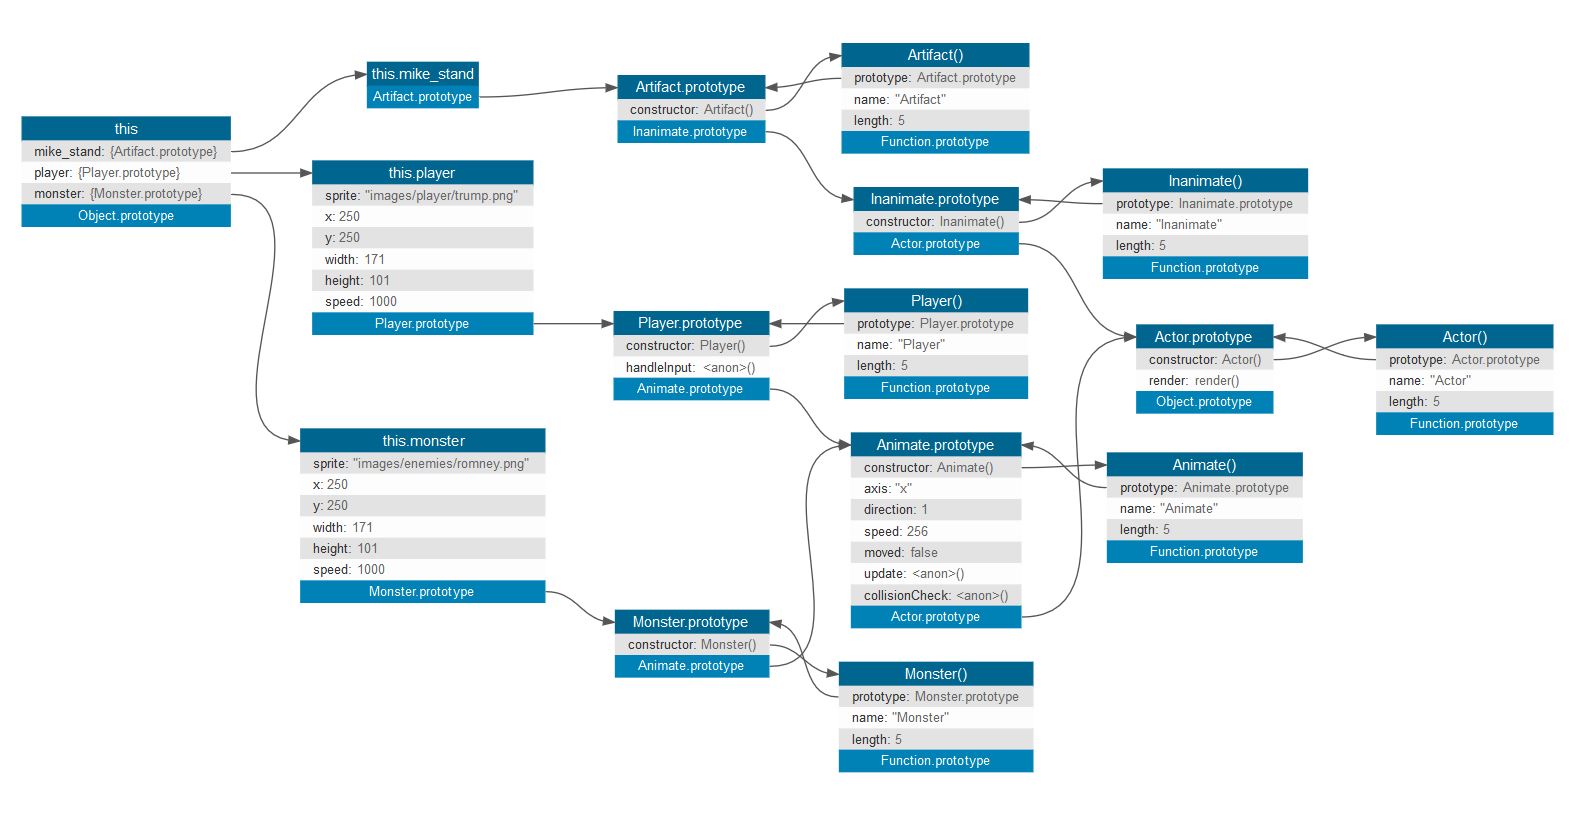 this
mike_stand: {Artifact.prototype}
player: {Player.prototype}
monster: {Monster.prototype}
Object.prototype
this.mike_stand
Artifact.prototype
this.player
sprite: "images/player/trump.png"
x: 250
y: 250
width: 171
height: 101
speed: 1000
Player.prototype
this.monster
sprite: "images/enemies/romney.png"
x: 250
y: 250
width: 171
height: 101
speed: 1000
Monster.prototype
Artifact.prototype
constructor: Artifact()
Inanimate.prototype
Player.prototype
constructor: Player()
handleInput: <anon>()
Animate.prototype
Monster.prototype
constructor: Monster()
Animate.prototype
Artifact()
prototype: Artifact.prototype
name: "Artifact"
length: 5
Function.prototype
Inanimate.prototype
constructor: Inanimate()
Actor.prototype
Player()
prototype: Player.prototype
name: "Player"
length: 5
Function.prototype
Animate.prototype
constructor: Animate()
axis: "x"
direction: 1
speed: 256
moved: false
update: <anon>()
collisionCheck: <anon>()
Actor.prototype
Monster()
prototype: Monster.prototype
name: "Monster"
length: 5
Function.prototype
Inanimate()
prototype: Inanimate.prototype
name: "Inanimate"
length: 5
Function.prototype
Actor.prototype
constructor: Actor()
render: render()
Object.prototype
Animate()
prototype: Animate.prototype
name: "Animate"
length: 5
Function.prototype
Actor()
prototype: Actor.prototype
name: "Actor"
length: 5
Function.prototype